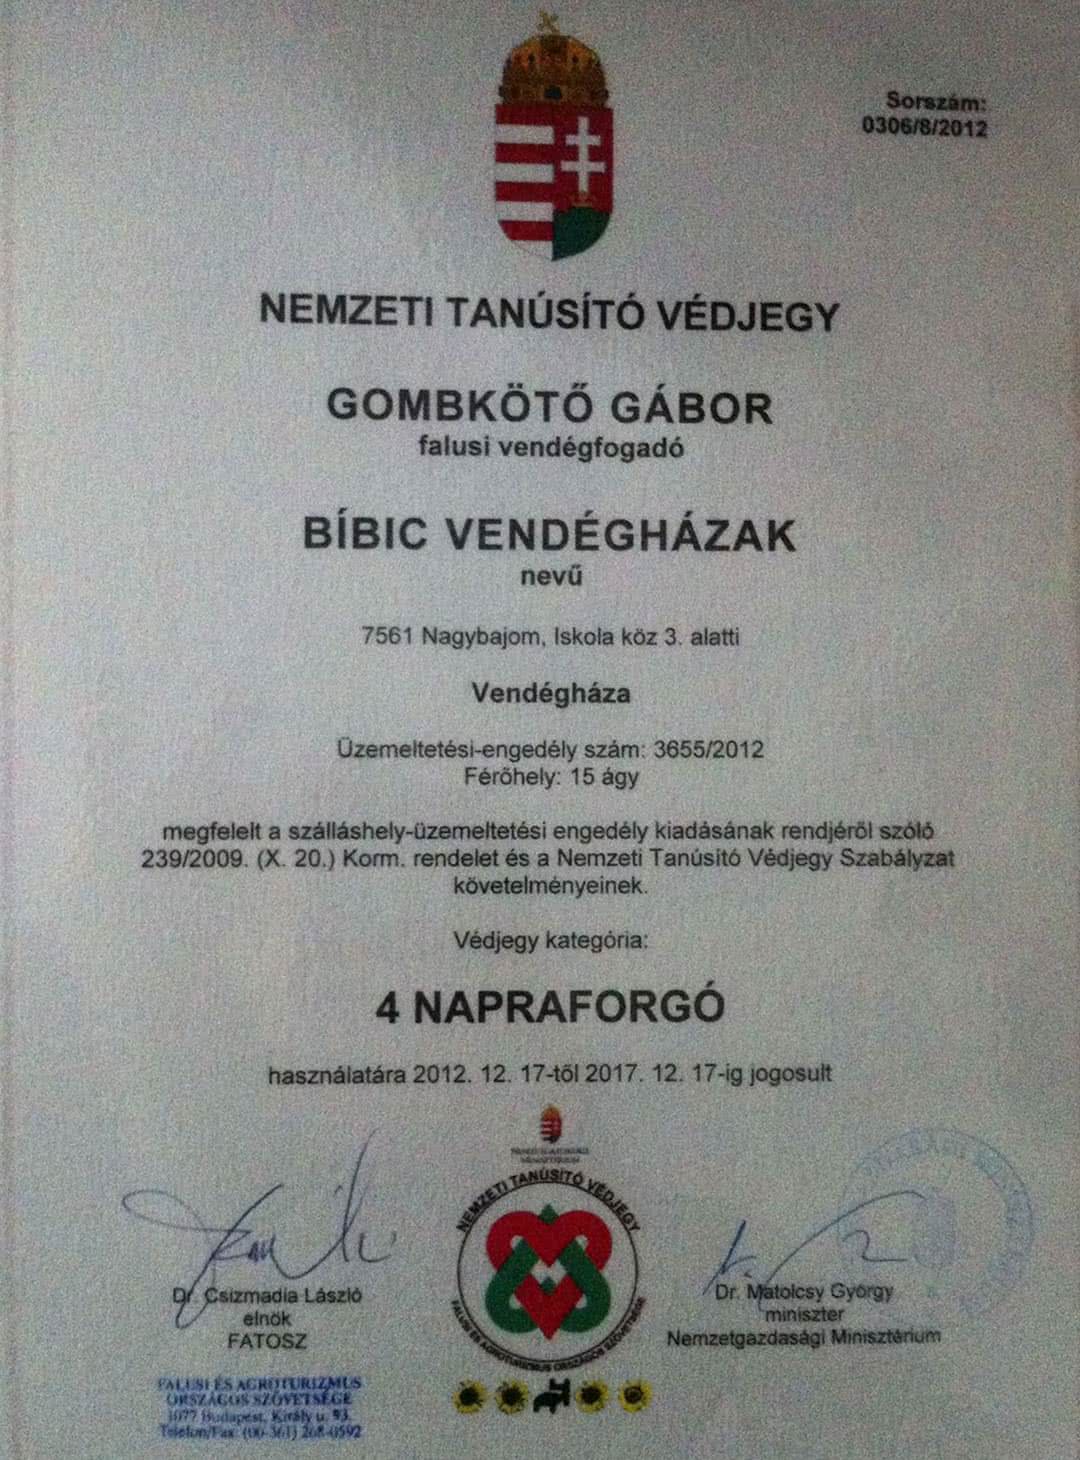 Sorszám:
0306/8/2012
NEMZETI TANÚSÍTÓ VÉDJEGY
GOMBKÖTŐ GÁBOR
falusi vendégfogadó
BÍBIC VENDÉGHÁZAK
nevű
7561 Nagybajom, Iskola köz 3. alatti
Vendégháza
Üzemeltetési-engedély szám: 3655/2012
Férőhely: 15 ágy
megfelelt a szálláshely-üzemeltetési engedély kiadásának rendjéről szóló
239/2009. (X. 20.) Korm. rendelet és a Nemzeti Tanúsító Védjegy Szabályzat
követelményeinek.
Védjegy kategória:
4 NAPRAFORGÓ
használatára 2012. 12. 17-től 2017. 12. 17-ig jogosult
NEMZETI TANÚSÍTÓ VÉDJEGY
FALUSI ÉS AGROTURIZMUS ORSZÁGOS SZÖVETSÉGE
Dr. Csizmadia László
elnök
FATOSZ
Dr. Matolcsy György
miniszter
Nemzetgazdasági Minisztérium
FALUSI ÉS AGROTURIZMUS
ORSZÁGOS SZÖVETSÉGE
1077 Budapest, Király u. 93.
Telefon/Fax: (06-361) 268-0592